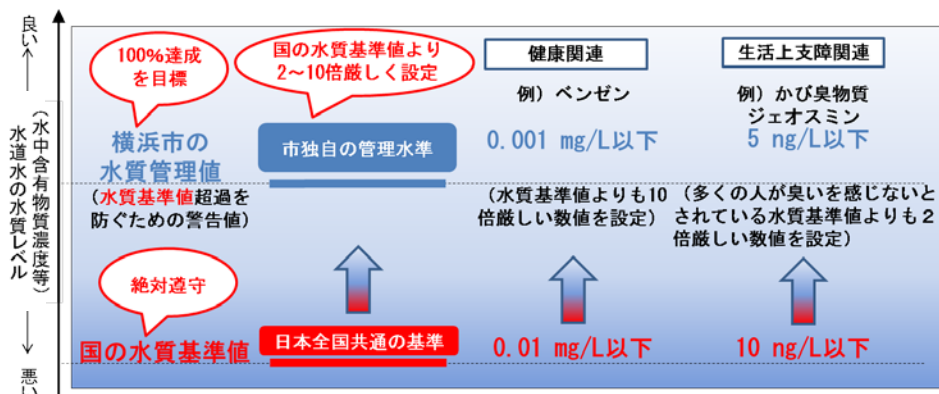 良い↑
100%達成
を目標
国の水質基準値より
2～10倍厳しく設定
健康関連
生活上支障関連
例）ベンゼン
例）かび臭物質
ジェオスミン
横浜市の
水質管理値
（水質基準値超過を
防ぐための警告値）
市独自の管理水準
0.001 mg/L以下
5 ng/L以下
（水質基準値よりも10
倍厳しい数値を設定）
（多くの人が臭いを感じないと
されている水質基準値よりも２
倍厳しい数値を設定）
水道水の水質レベル
（水中含有物質濃度等）
絶対遵守
国の水質基準値
日本全国共通の基準
0.01 mg/L以下
10 ng/L以下
↓悪い